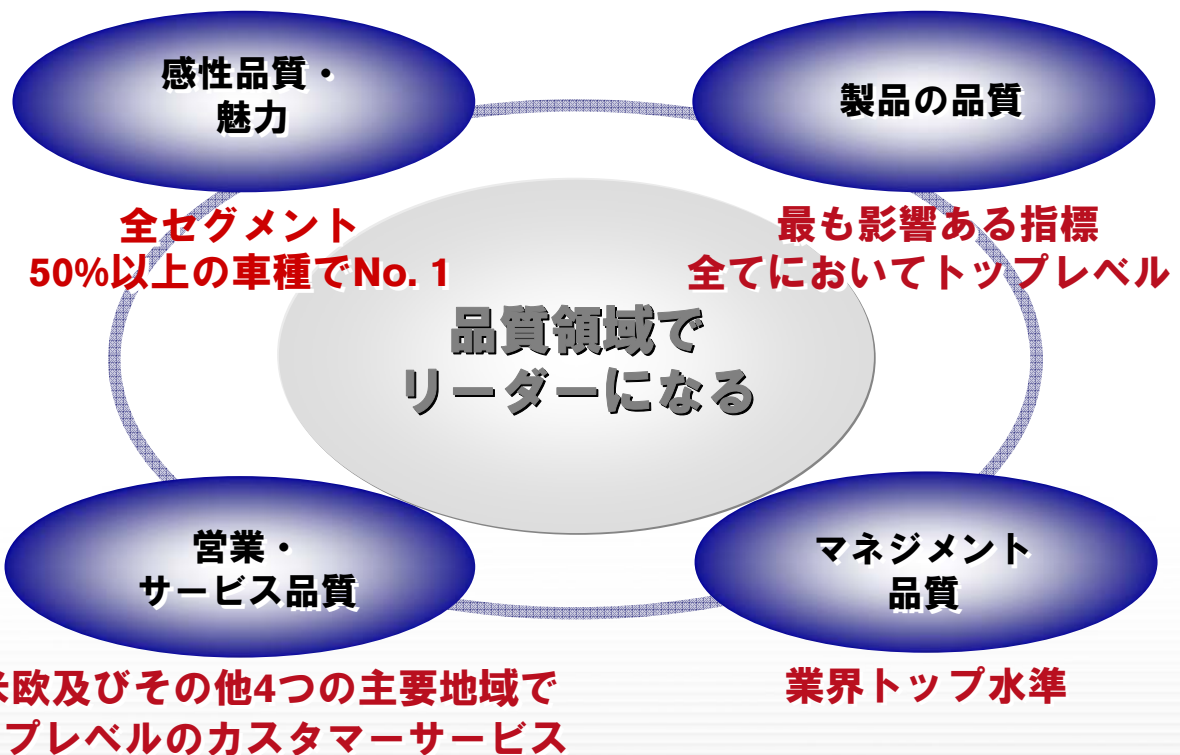 感性品質・
魅力
製品の品質
全セグメント
50%以上の車種でNo. 1
最も影響ある指標
全てにおいてトップレベル
品質領域で
リーダーになる
営業・
サービス品質
マネジメント
品質
米欧及びその他4つの主要地域で
プレベルのカスタマーサービス
業界トップ水準